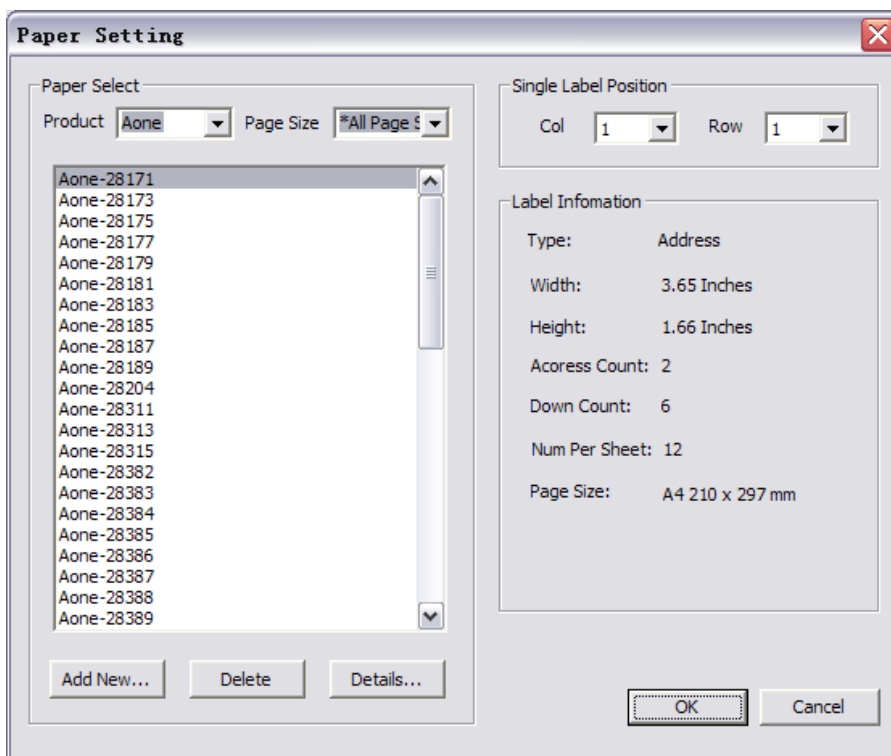 Paper Setting
Paper Select
Product Aone Page Size *All Page S
Aone-28171
Aone-28173
Aone-28175
Aone-28177
Aone-28179
Aone-28181
Aone-28183
Aone-28185
Aone-28187
Aone-28189
Aone-28204
Aone-28311
Aone-28313
Aone-28315
Aone-28382
Aone-28383
Aone-28384
Aone-28385
Aone-28386
Aone-28387
Aone-28388
Aone-28389
Add New... Delete Details...
Single Label Position
Col 1 Row 1
Label Infomation
Type: Address
Width: 3.65 Inches
Height: 1.66 Inches
Acoress Count: 2
Down Count: 6
Num Per Sheet: 12
Page Size: A4 210 x 297 mm
OK Cancel